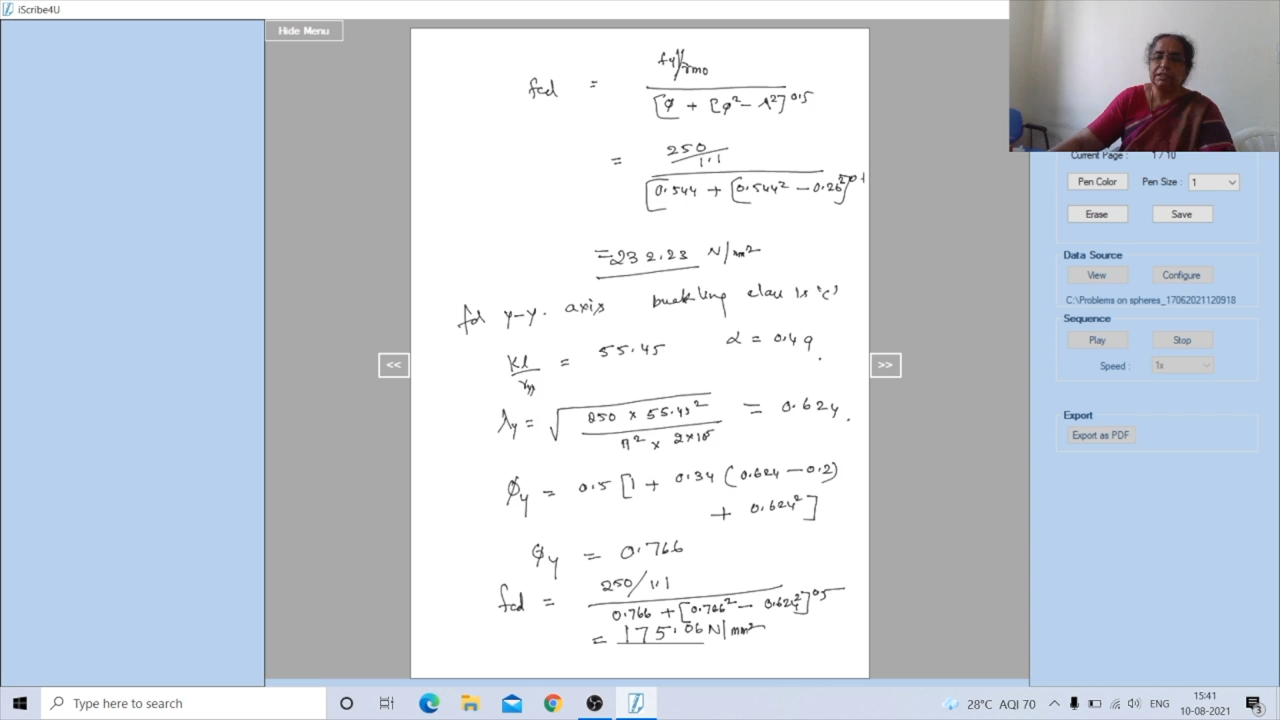 iScribe4U
Hide Menu
fcd = fy/γmo
[φ + [φ² - λ²]^0.5
= 250/1.1
[0.544 + [0.544² - 0.26²]
= 232.23 N/mm²
for y-y. axis buckling class is 'c'
Kl/ryy = 55.45 α = 0.49
λy = √ 250 × 55.45² / π² × 2×10⁵ = 0.624
φy = 0.5 [1 + 0.34 (0.624 - 0.2)
+ 0.624² ]
φy = 0.766
fcd = 250/1.1
0.766 + [0.766² - 0.624²]^0.5
= 175.06 N/mm²
<<
>>
Current Page : 1 / 10
Pen Color Pen Size : 1
Erase Save
Data Source
View Configure
C:\Problems on spheres_17062021120918
Sequence
Play Stop
Speed : 1x
Export
Export as PDF
Type here to search
28°C AQI 70
ENG
15:41
10-08-2021
3